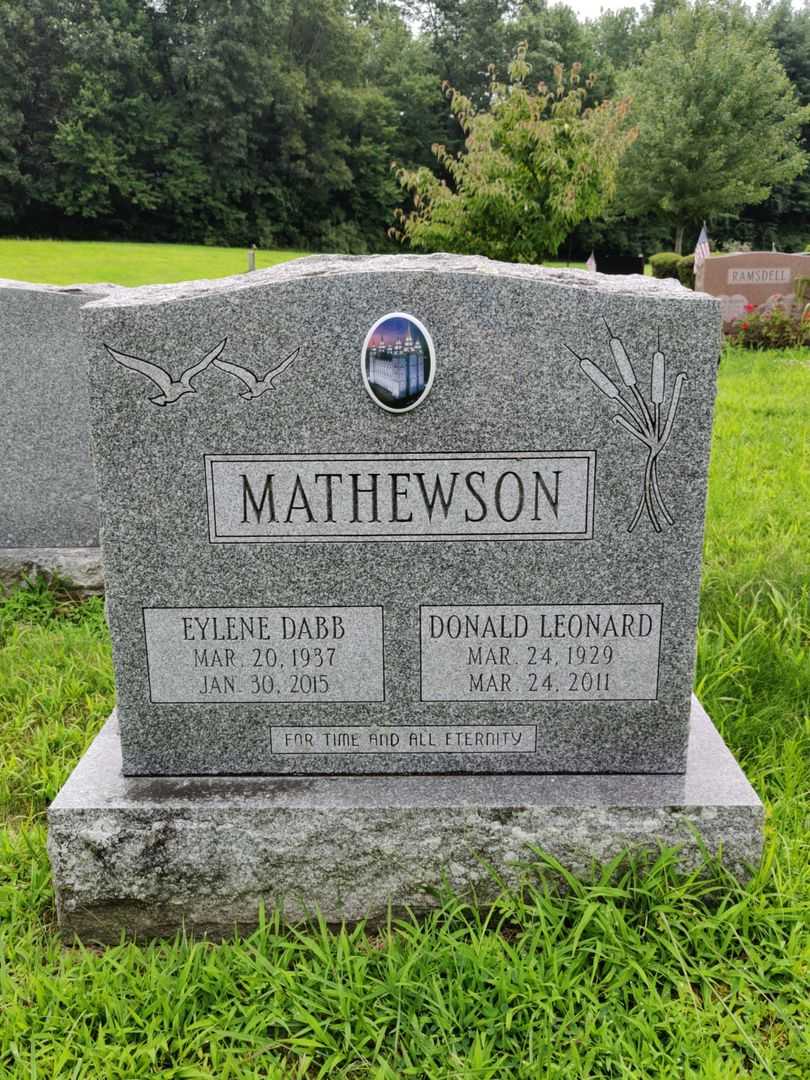 RAMSDELL
MATHEWSON
EYLENE DABB
MAR. 20, 1937
JAN. 30, 2015
DONALD LEONARD
MAR. 24, 1929
MAR. 24, 2011
FOR TIME AND ALL ETERNITY